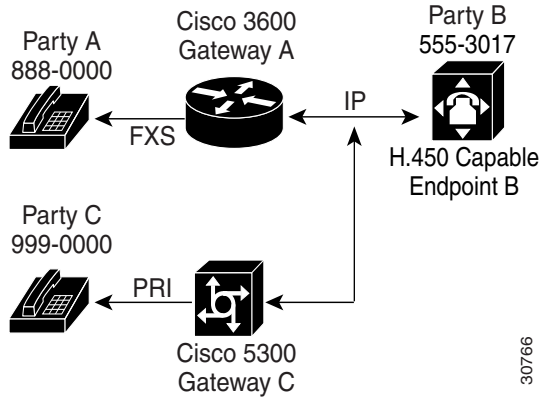 Party A
888-0000
Cisco 3600
Gateway A
Party B
555-3017
FXS
IP
H.450 Capable
Endpoint B
Party C
999-0000
PRI
Cisco 5300
Gateway C
30766